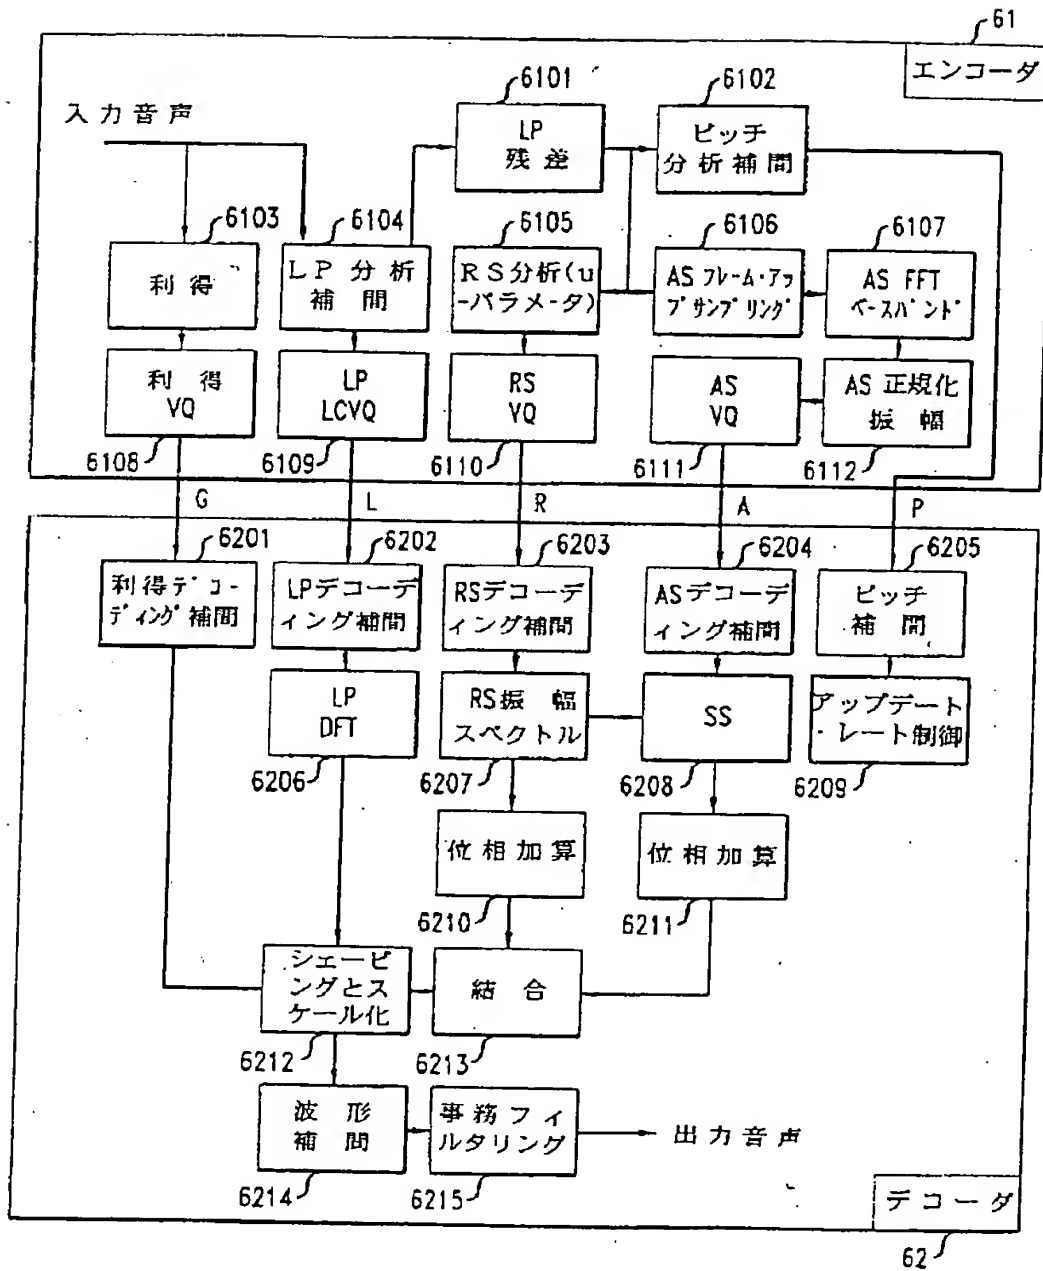 61
エンコーダ
入力音声
6101
LP
残差
6102
ピッチ
分析補間
6103
利得
6104
LP分析
補間
6105
RS分析(u
-パラメータ)
6106
AS フレーム・アッ
プサンプリング
6107
AS FFT
ベースバンド
利得
VQ
6108
LP
LCVQ
6109
RS
VQ
6110
AS
VQ
6111
AS 正規化
振幅
6112
G
L
R
A
P
6201
利得デコー
ディング補間
6202
LPデコーデ
ィング補間
6203
RSデコーデ
ィング補間
6204
ASデコーデ
ィング補間
6205
ピッチ
補間
LP
DFT
6206
RS振幅
スペクトル
6207
SS
6208
アップデート
・レート制御
6209
位相加算
6210
位相加算
6211
シェーピ
ングとス
ケール化
6212
結合
6213
波形
補間
6214
事務フィ
ルタリング
6215
出力音声
デコーダ
62